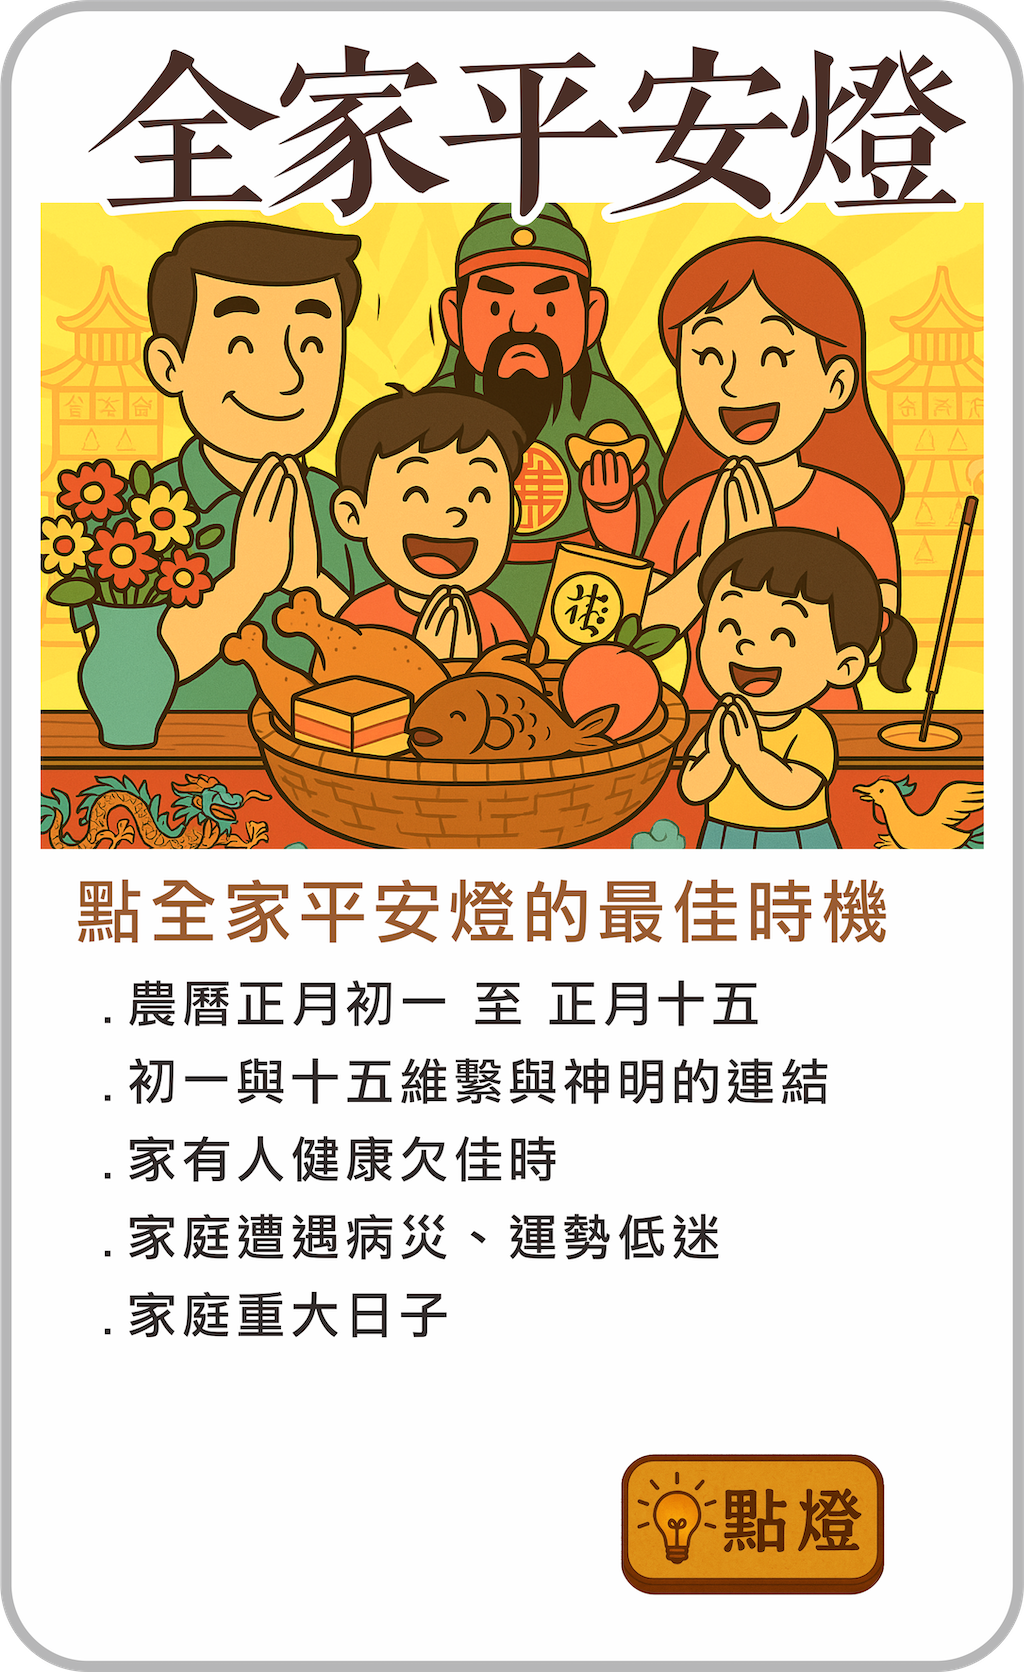 全家平安燈
點全家平安燈的最佳時機
.農曆正月初一 至 正月十五
.初一與十五維繫與神明的連結
.家有人健康欠佳時
.家庭遭遇病災、運勢低迷
.家庭重大日子
點燈